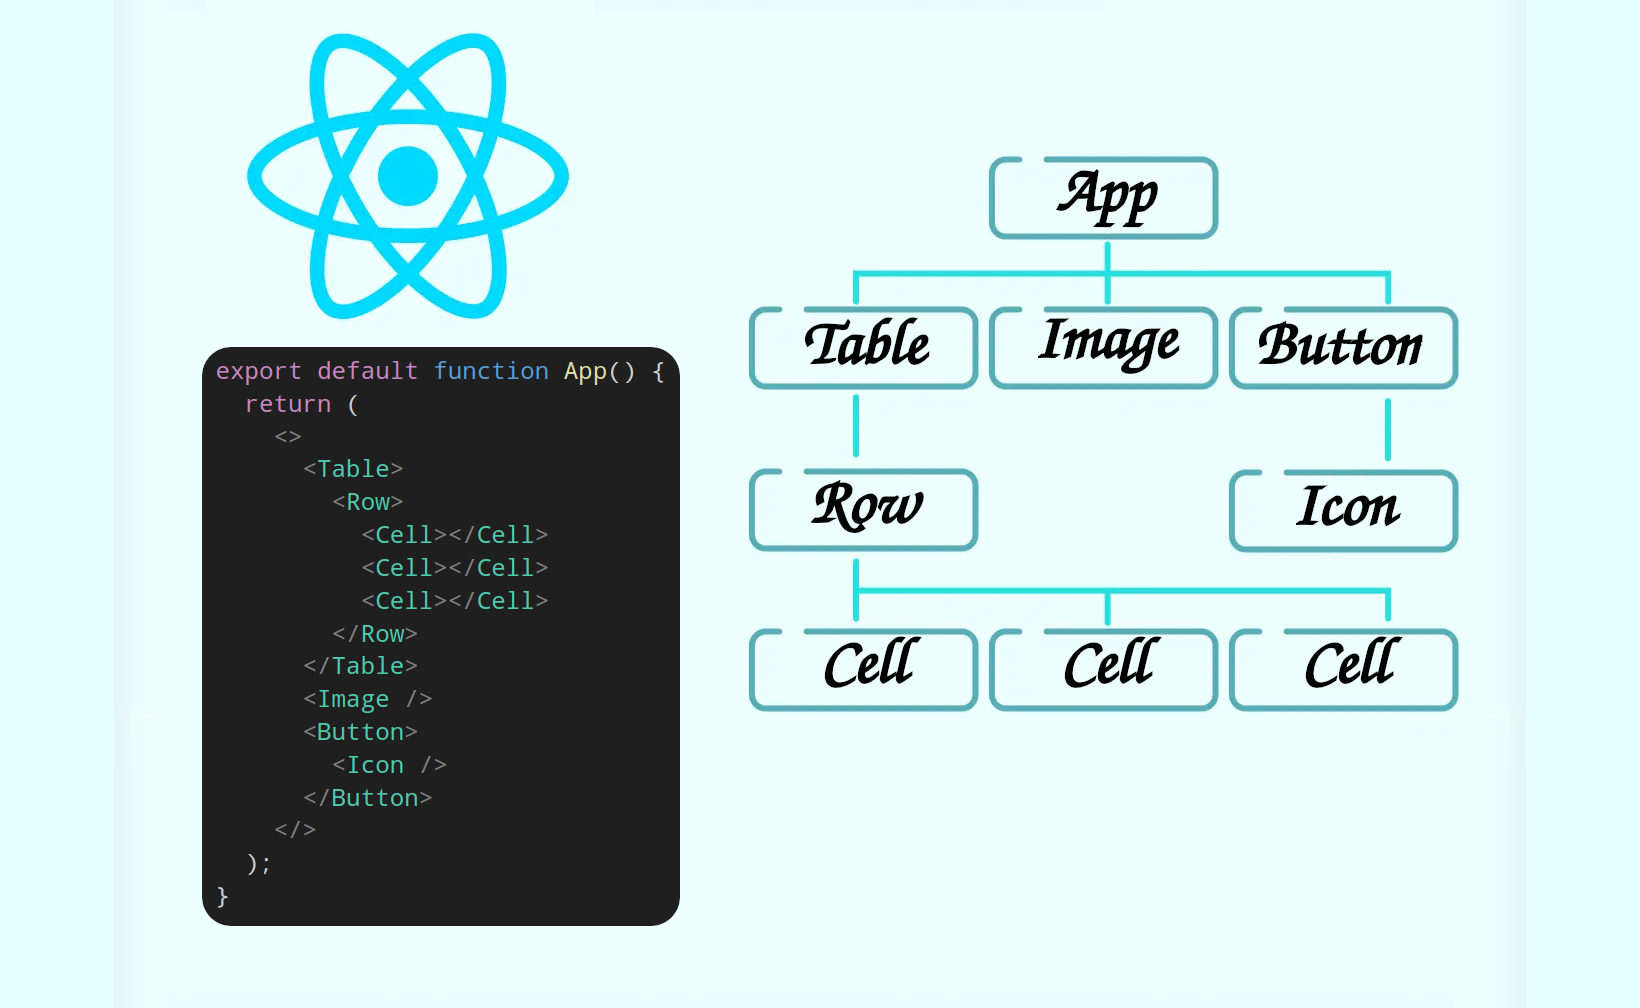 export default function App() {
  return (
    <>
      <Table>
        <Row>
          <Cell></Cell>
          <Cell></Cell>
          <Cell></Cell>
        </Row>
      </Table>
      <Image />
      <Button>
        <Icon />
      </Button>
    </>
  );
}
App
Table Image Button
Row Icon
Cell Cell Cell